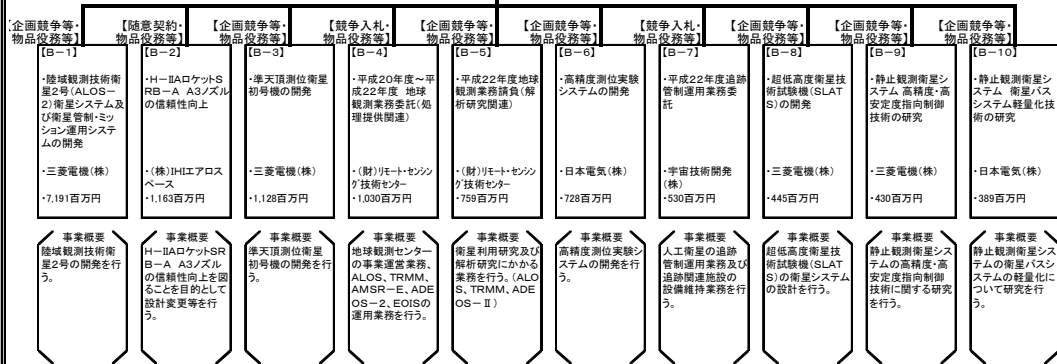 【企画競争等・
物品役務等】
【随意契約・
物品役務等】
【企画競争等・
物品役務等】
【競争入札・
物品役務等】
【企画競争等・
物品役務等】
【企画競争等・
物品役務等】
【競争入札・
物品役務等】
【企画競争等・
物品役務等】
【企画競争等・
物品役務等】
【企画競争等・
物品役務等】
【B-1】
・陸域観測技術衛
星2号(ALOS-
2)衛星システム及
び衛星管制・ミッ
ション運用システ
ムの開発
・三菱電機(株)
・7,191百万円
【B-2】
・H-ⅡAロケットS
RB-A A3ノズル
の信頼性向上
・(株)IHIエアロス
ペース
・1,163百万円
【B-3】
・準天頂測位衛星
初号機の開発
・三菱電機(株)
・1,128百万円
【B-4】
・平成20年度~平
成22年度 地球
観測業務委託(処
理提供関連)
・(財)リモート・センシン
グ技術センター
・1,030百万円
【B-5】
・平成22年度地球
観測業務請負(解
析研究関連)
・(財)リモート・センシン
グ技術センター
・759百万円
【B-6】
・高精度測位実験
システムの開発
・日本電気(株)
・728百万円
【B-7】
・平成22年度追跡
管制運用業務委
託
・宇宙技術開発
(株)
・530百万円
【B-8】
・超低高度衛星技
術試験機(SLAT
S)の開発
・三菱電機(株)
・445百万円
【B-9】
・静止観測衛星シ
ステム 高精度・高
安定度指向制御
技術の研究
・三菱電機(株)
・430百万円
【B-10】
・静止観測衛星シ
ステム 衛星バス
システム軽量化技
術の研究
・日本電気(株)
・389百万円
事業概要
陸域観測技術衛
星2号の開発を行
う。
事業概要
H-ⅡAロケットSR
B-A A3ノズル
の信頼性向上を図
ることを目的として
設計変更等を行
う。
事業概要
準天頂測位衛星
初号機の開発を行
う。
事業概要
地球観測センター
の事業運営業務、
ALOS、TRMM、
AMSR-E、ADE
OS-2、EOISの
運用業務を行う。
事業概要
衛星利用研究及び
解析研究にかかる
業務を行う。(ALO
S、TRMM、ADE
OS-Ⅱ)
事業概要
高精度測位実験シ
ステムの開発を行
う。
事業概要
人工衛星の追跡
管制運用業務及び
追跡関連施設の
設備維持業務を行
う。
事業概要
超低高度衛星技
術試験機(SLAT
S)の衛星システム
の設計を行う。
事業概要
静止観測衛星シス
テムの高精度・高
安定度指向制御
技術に関する研究
を行う。
事業概要
静止観測衛星シス
テムの衛星バスシ
ステムの軽量化に
ついて研究を行
う。